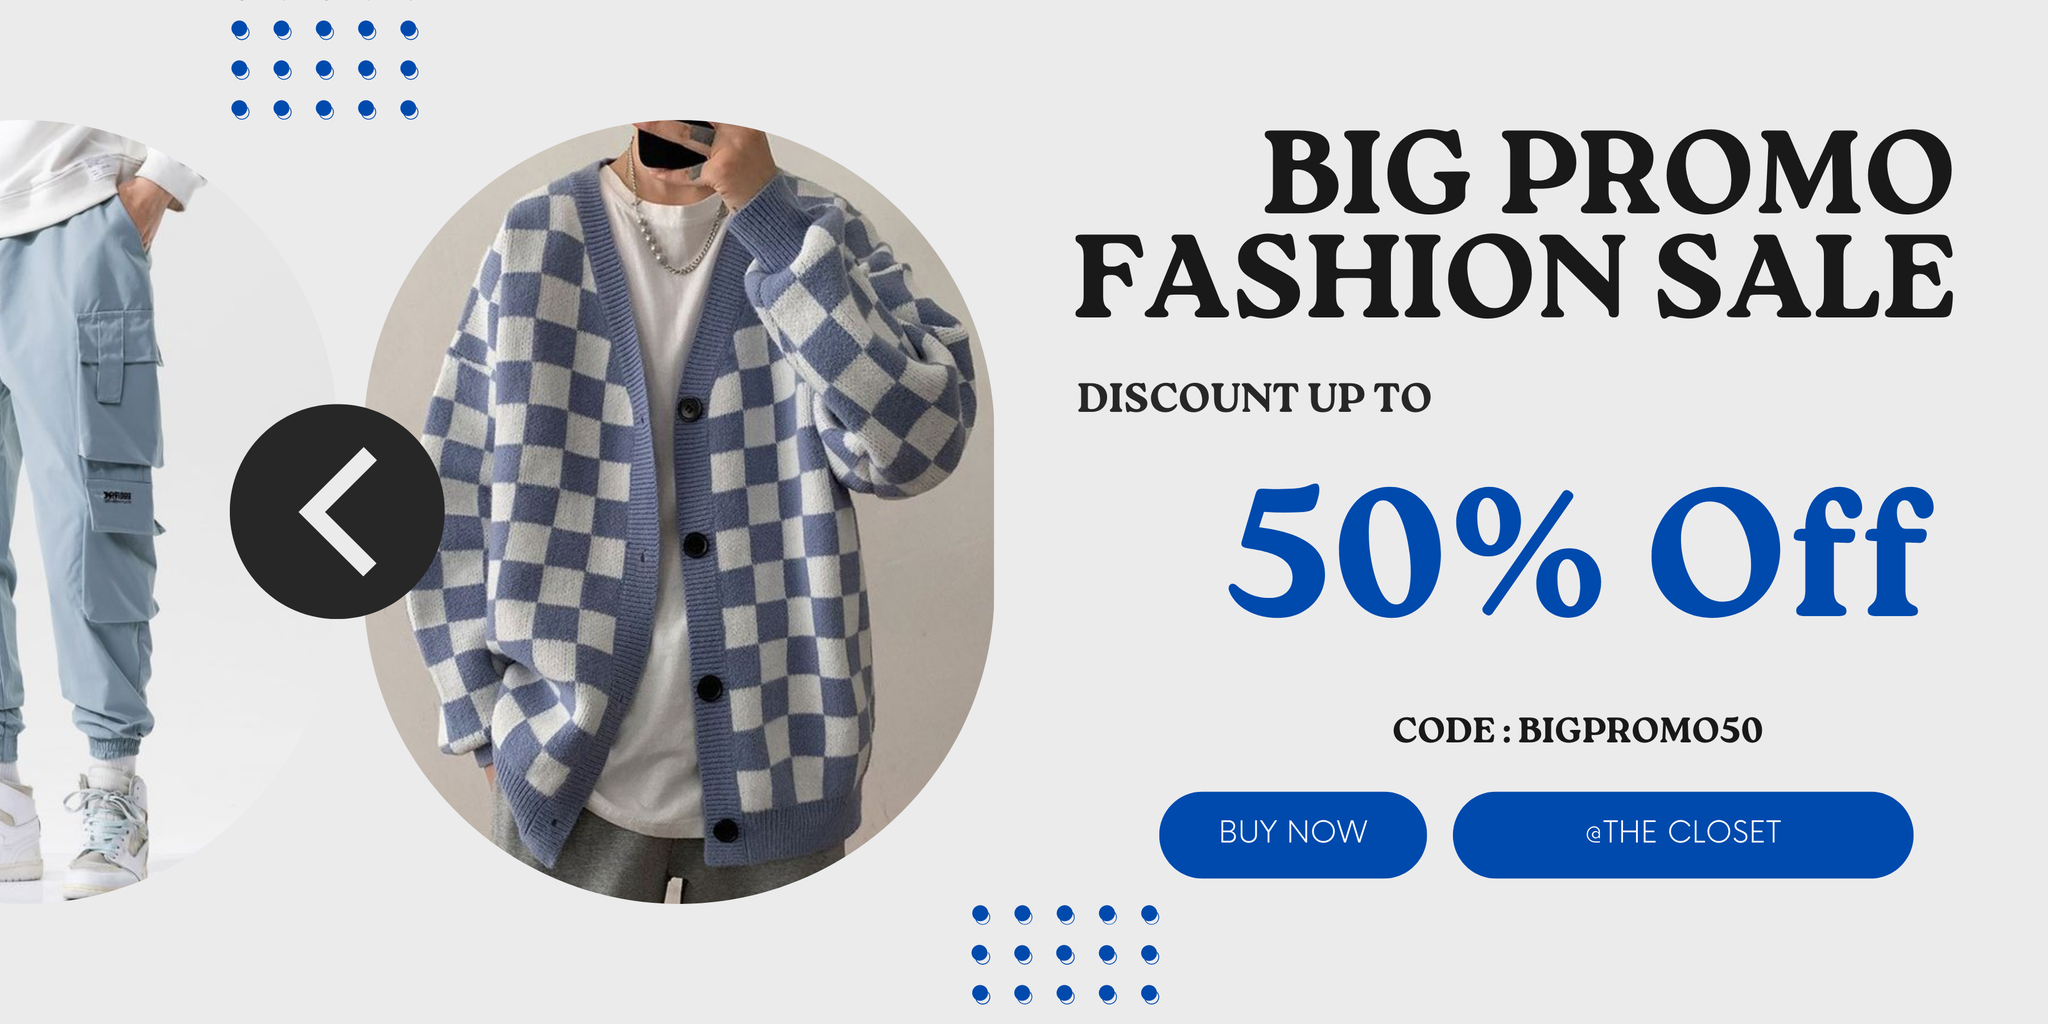 BIG PROMO
FASHION SALE
DISCOUNT UP TO
50% Off
CODE : BIGPROMO50
BUY NOW
@THE CLOSET